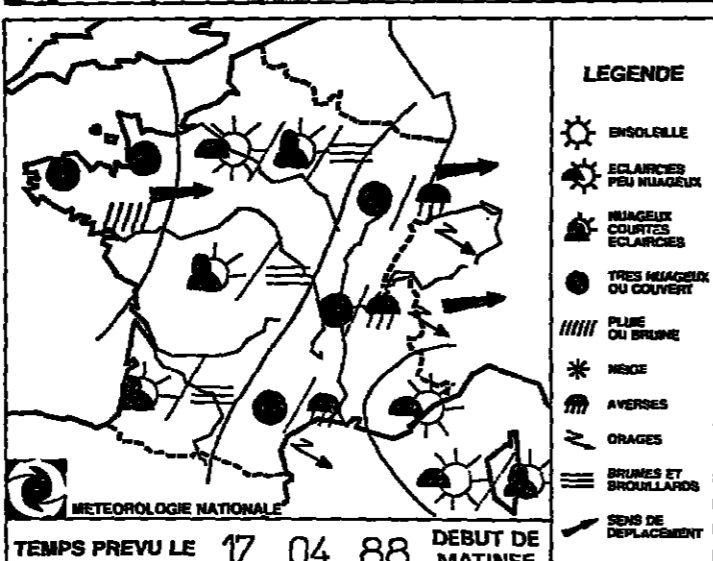 LEGENDE
ENSOLEILLE
ECLAIRCIES
PEU NUAGEUX
NUAGEUX
COURTES
ECLAIRCIES
TRES NUAGEUX
OU COUVERT
PLUIE
OU BRUINE
NEIGE
AVERSES
ORAGES
BRUMES ET
BROUILLARDS
SENS DE
DEPLACEMENT
METEOROLOGIE NATIONALE
TEMPS PREVU LE 17 04 88 DEBUT DE
MATINEE